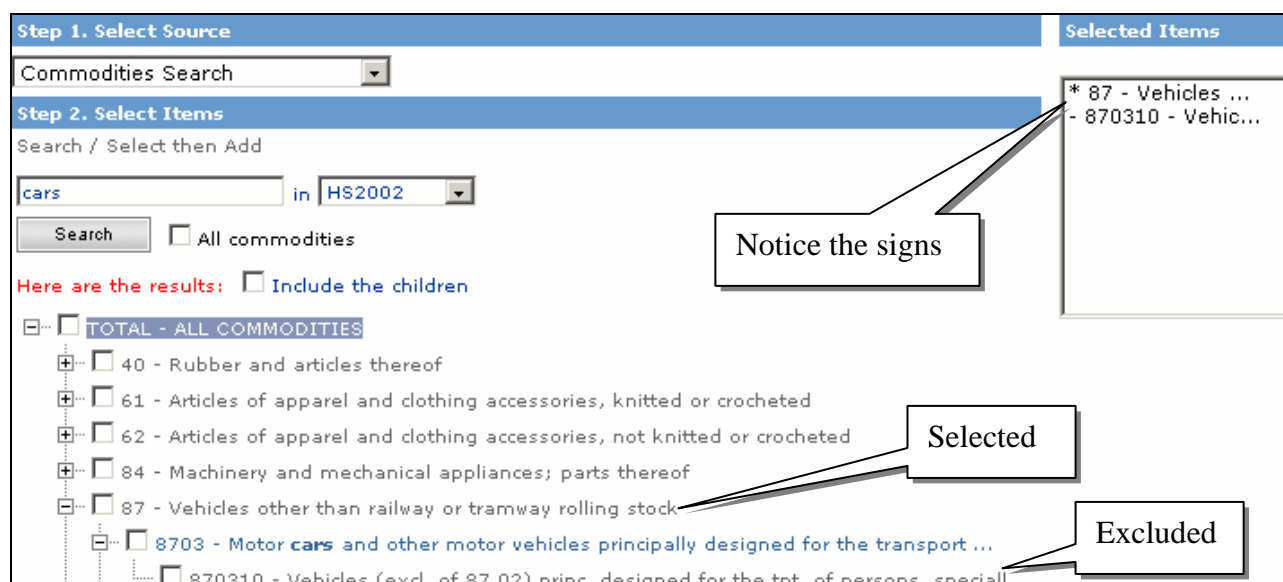 Step 1. Select Source
Commodities Search
Step 2. Select Items
Search / Select then Add
cars in HS2002
Search All commodities
Here are the results: Include the children
TOTAL - ALL COMMODITIES
40 - Rubber and articles thereof
61 - Articles of apparel and clothing accessories, knitted or crocheted
62 - Articles of apparel and clothing accessories, not knitted or crocheted
84 - Machinery and mechanical appliances; parts thereof
87 - Vehicles other than railway or tramway rolling stock
8703 - Motor cars and other motor vehicles principally designed for the transport ...
870310 - Vehicles (excl. of 87.02) princ. designed for the tpt. of persons, speciall
Selected Items
* 87 - Vehicles ...
- 870310 - Vehic...
Notice the signs
Selected
Excluded